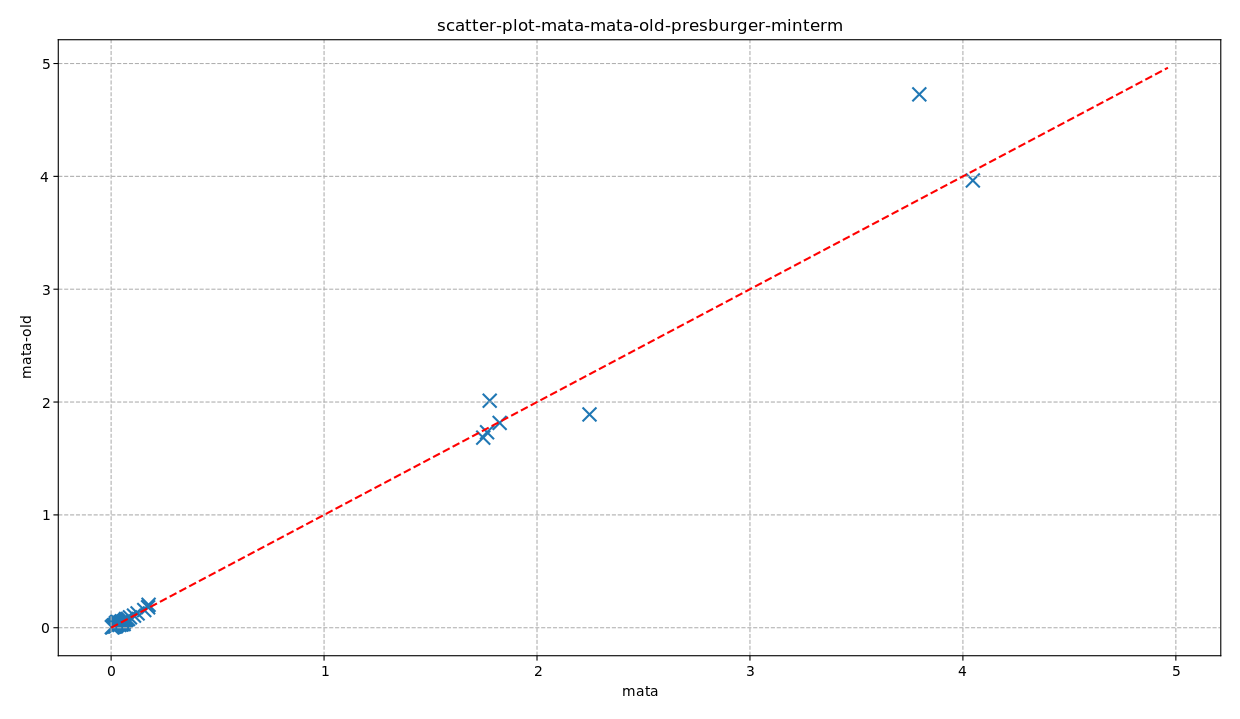 scatter-plot-mata-mata-old-presburger-minterm
5
4
3
2
1
0
mata-old
0 1 2 3 4 5
mata